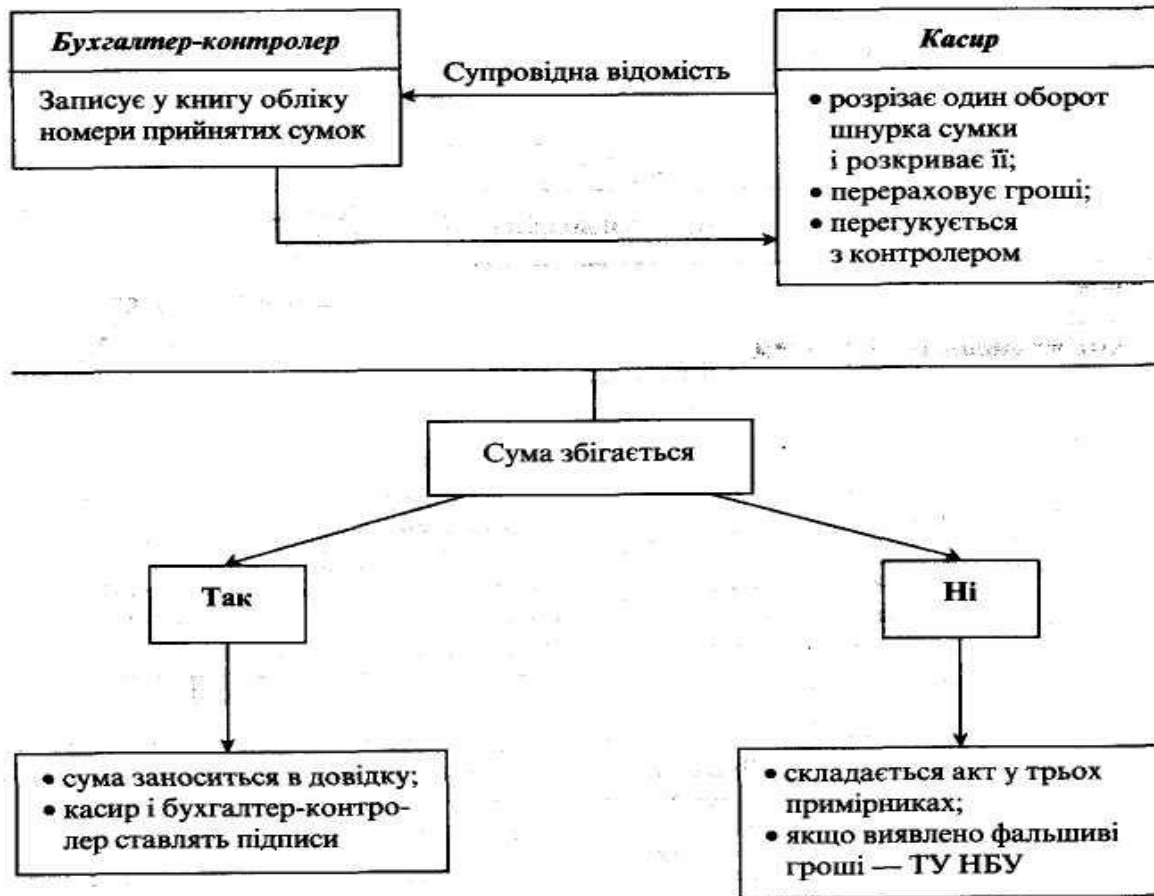 Бухгалтер-контролер
Записує у книгу обліку
номери прийнятих сумок
Супровідна відомість
Касир
• розрізає один оборот
шнурка сумки
і розкриває її;
• перераховує гроші;
• перегукується
з контролером
Сума збігається
Так
Ні
• сума заноситься в довідку;
• касир і бухгалтер-контро-
лер ставлять підписи
• складається акт у трьох
примірниках;
• якщо виявлено фальшиві
гроші — ТУ НБУ